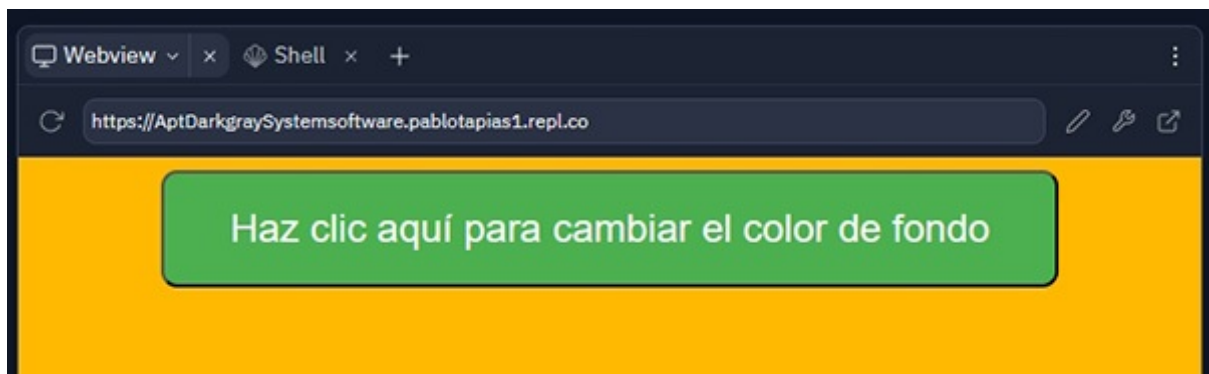 Webview
Shell
https://AptDarkgraySystemsoftware.pablotapias1.repl.co
Haz clic aquí para cambiar el color de fondo